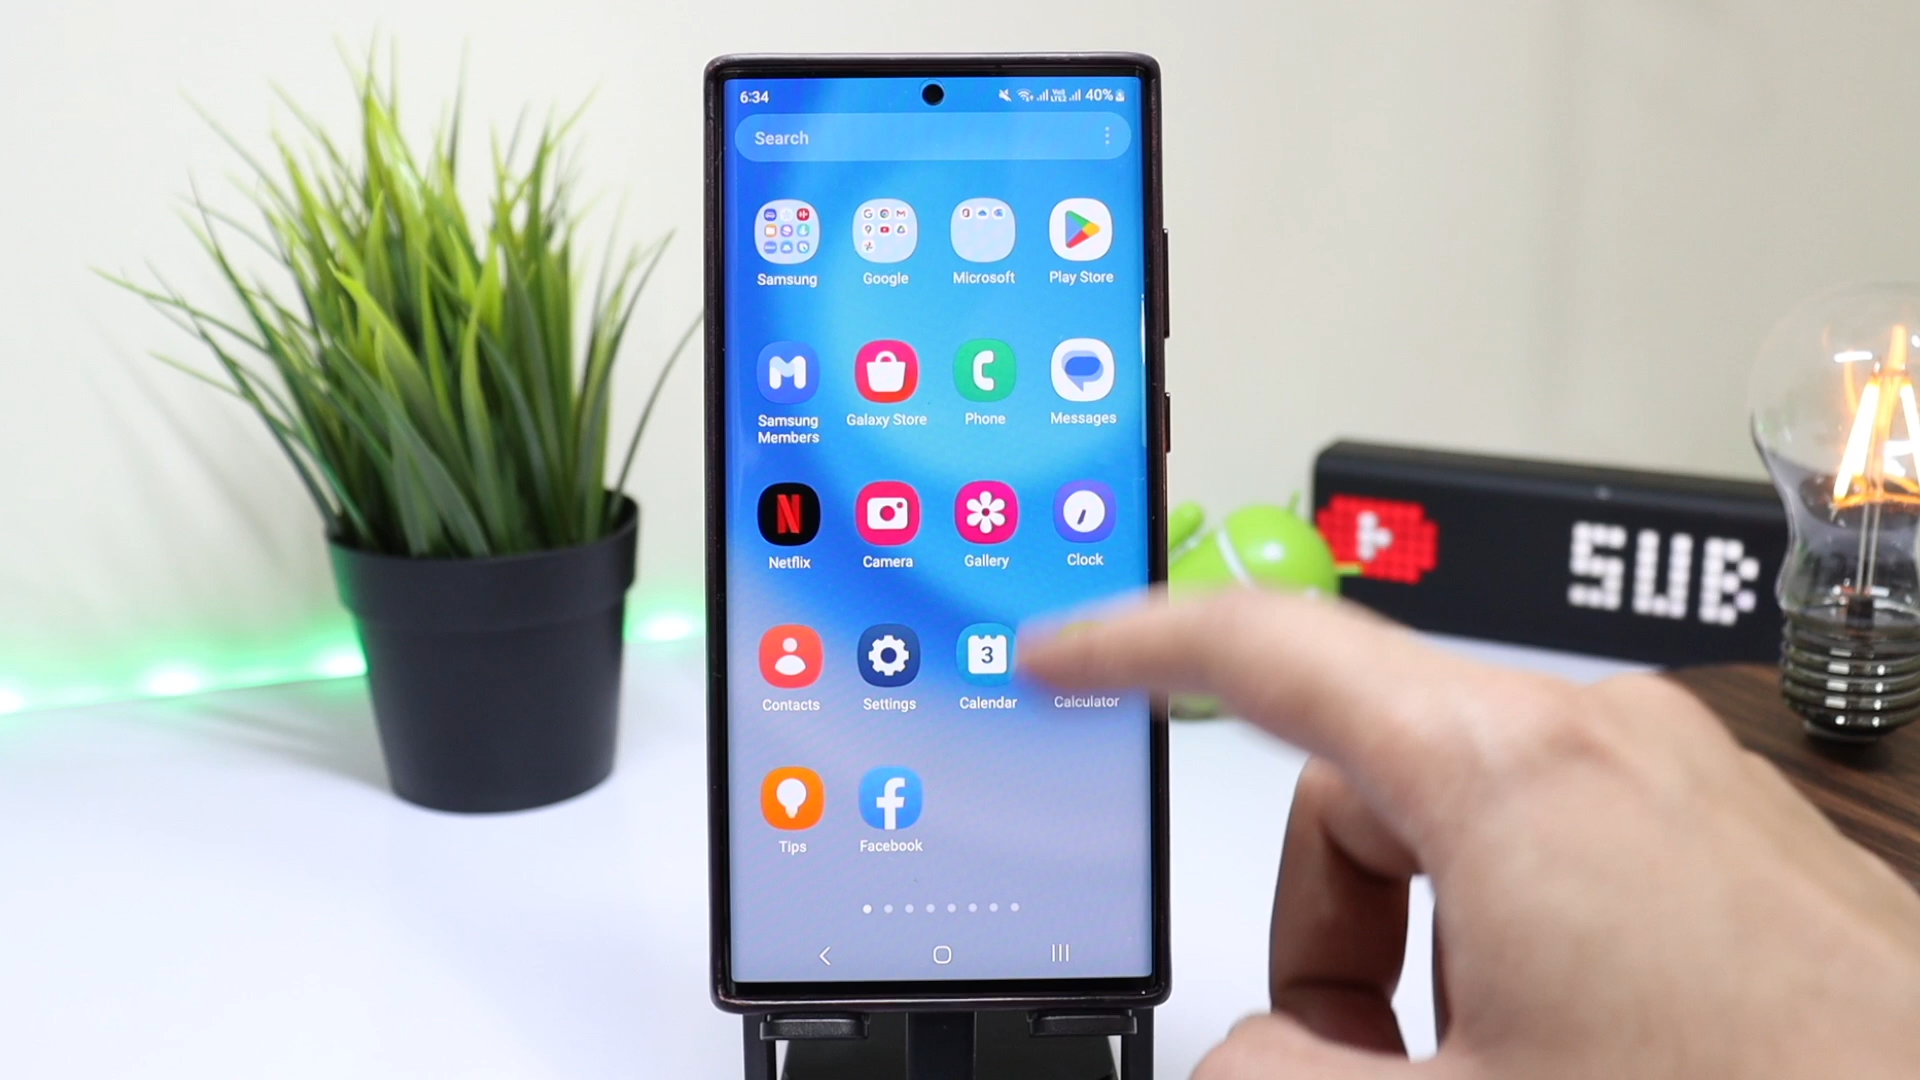 6:34
VoLTE2
40%
Search
Samsung
Google
Microsoft
Play Store
Samsung
Members
Galaxy Store
Phone
Messages
Netflix
Camera
Gallery
Clock
Contacts
Settings
3
Calendar
Calculator
Tips
Facebook
SUB